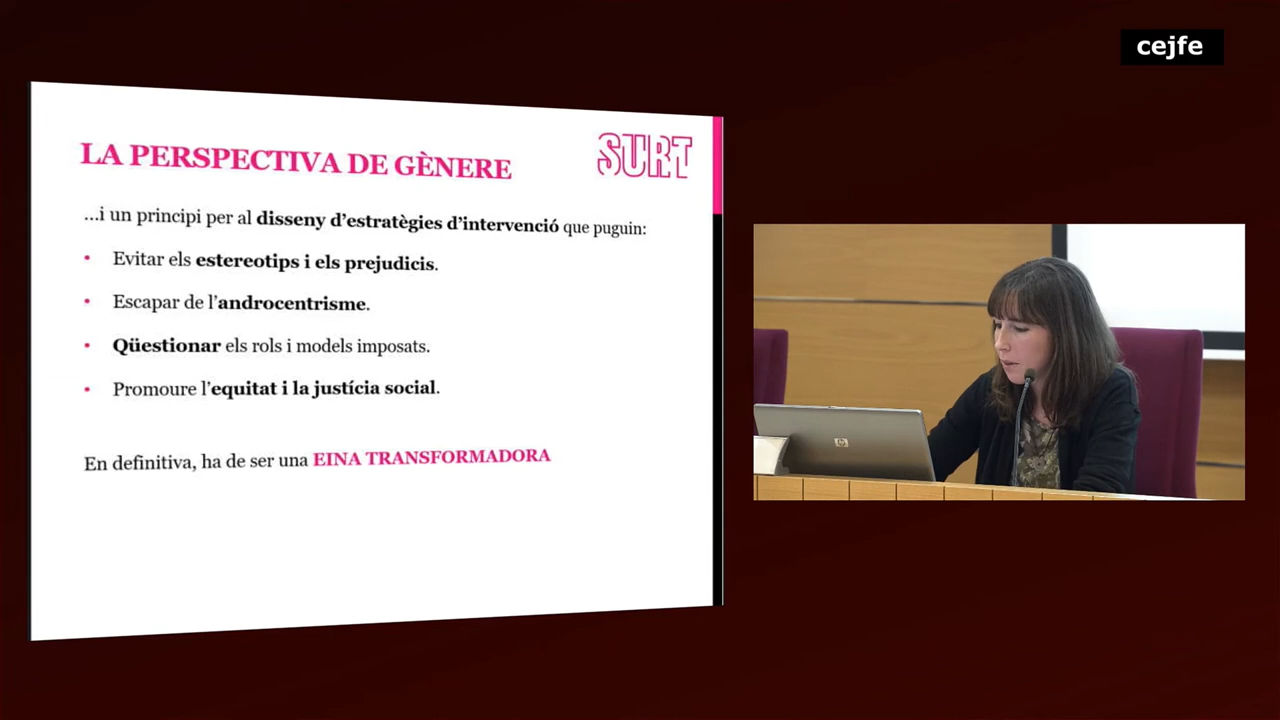 cejfe
SURT
LA PERSPECTIVA DE GÈNERE
...i un principi per al disseny d'estratègies d'intervenció que puguin:
• Evitar els estereotips i els prejudicis.
• Escapar de l'androcentrisme.
• Qüestionar els rols i models imposats.
• Promoure l'equitat i la justícia social.
En definitiva, ha de ser una EINA TRANSFORMADORA
hp